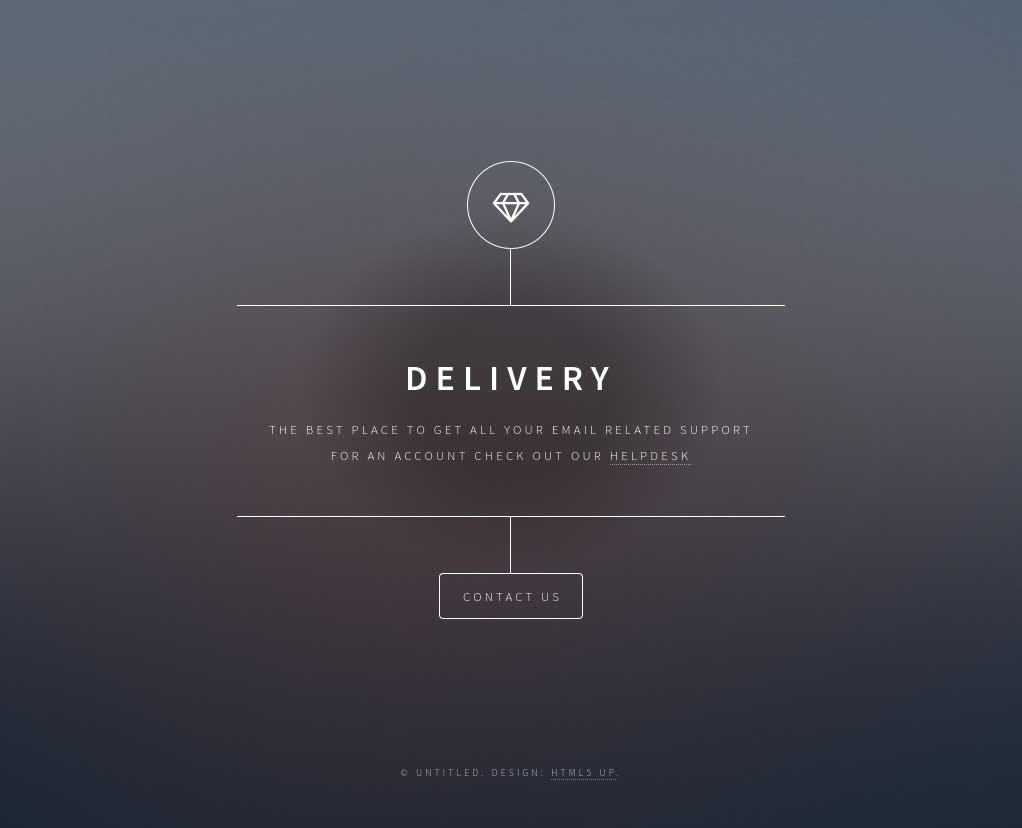 DELIVERY
THE BEST PLACE TO GET ALL YOUR EMAIL RELATED SUPPORT
FOR AN ACCOUNT CHECK OUT OUR HELPDESK
CONTACT US
© UNTITLED. DESIGN: HTML5 UP.